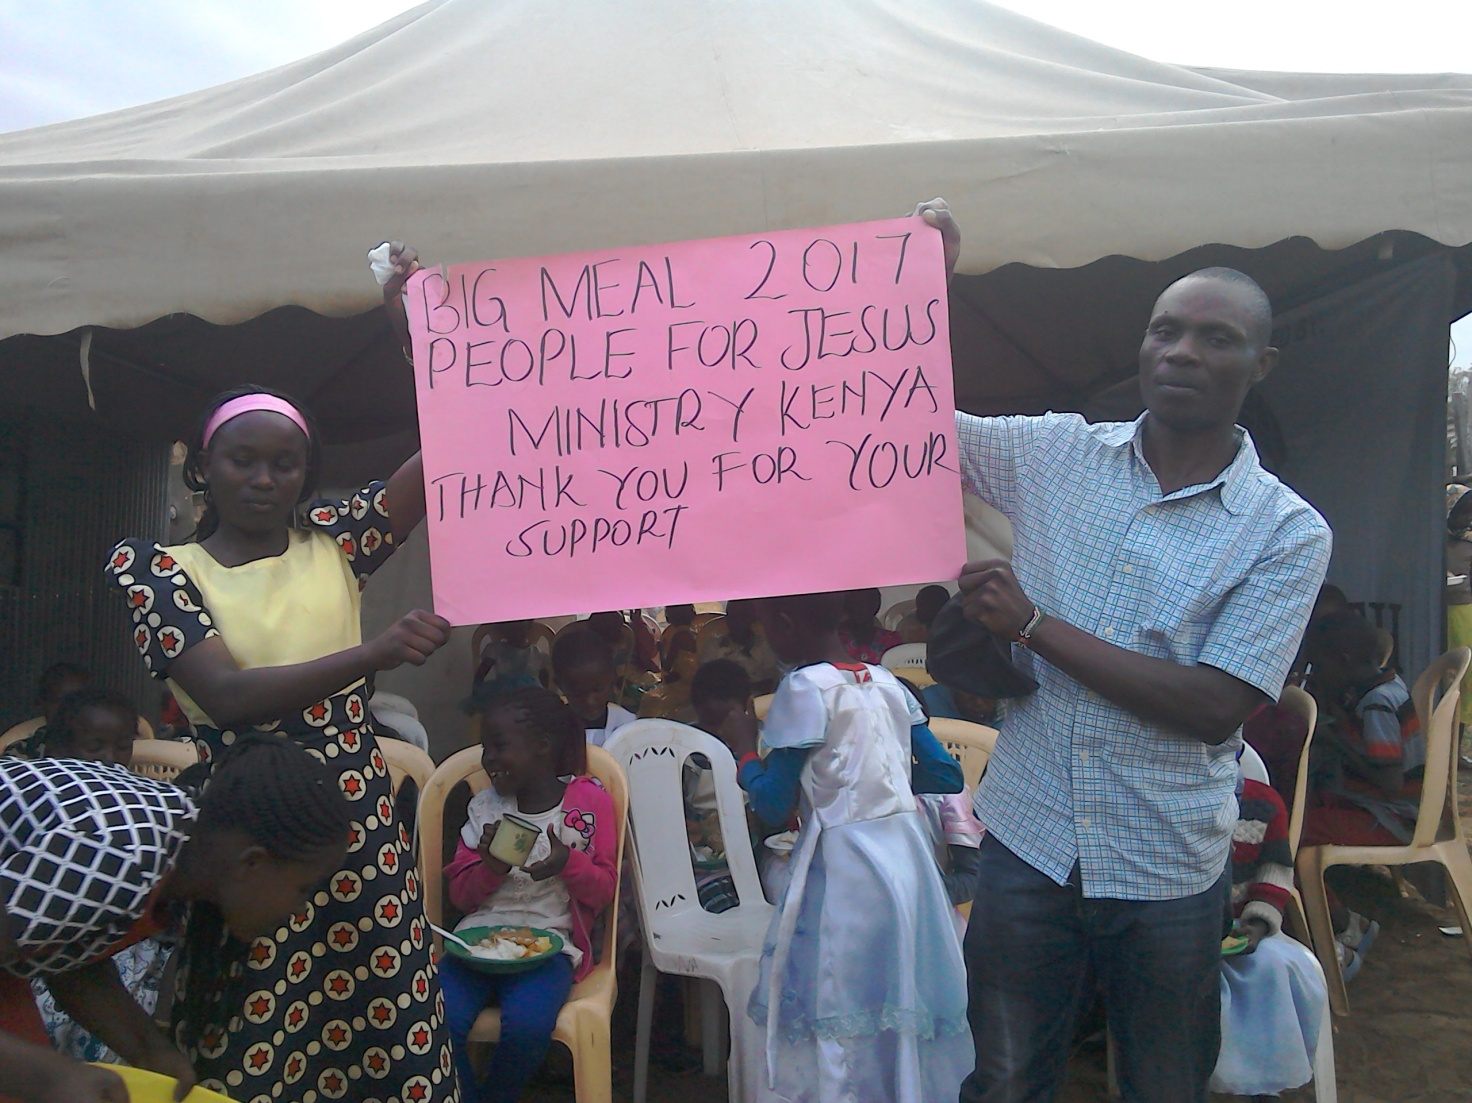 BIG MEAL 2017
PEOPLE FOR JESUS
MINISTRY KENYA
THANK YOU FOR YOUR
SUPPORT